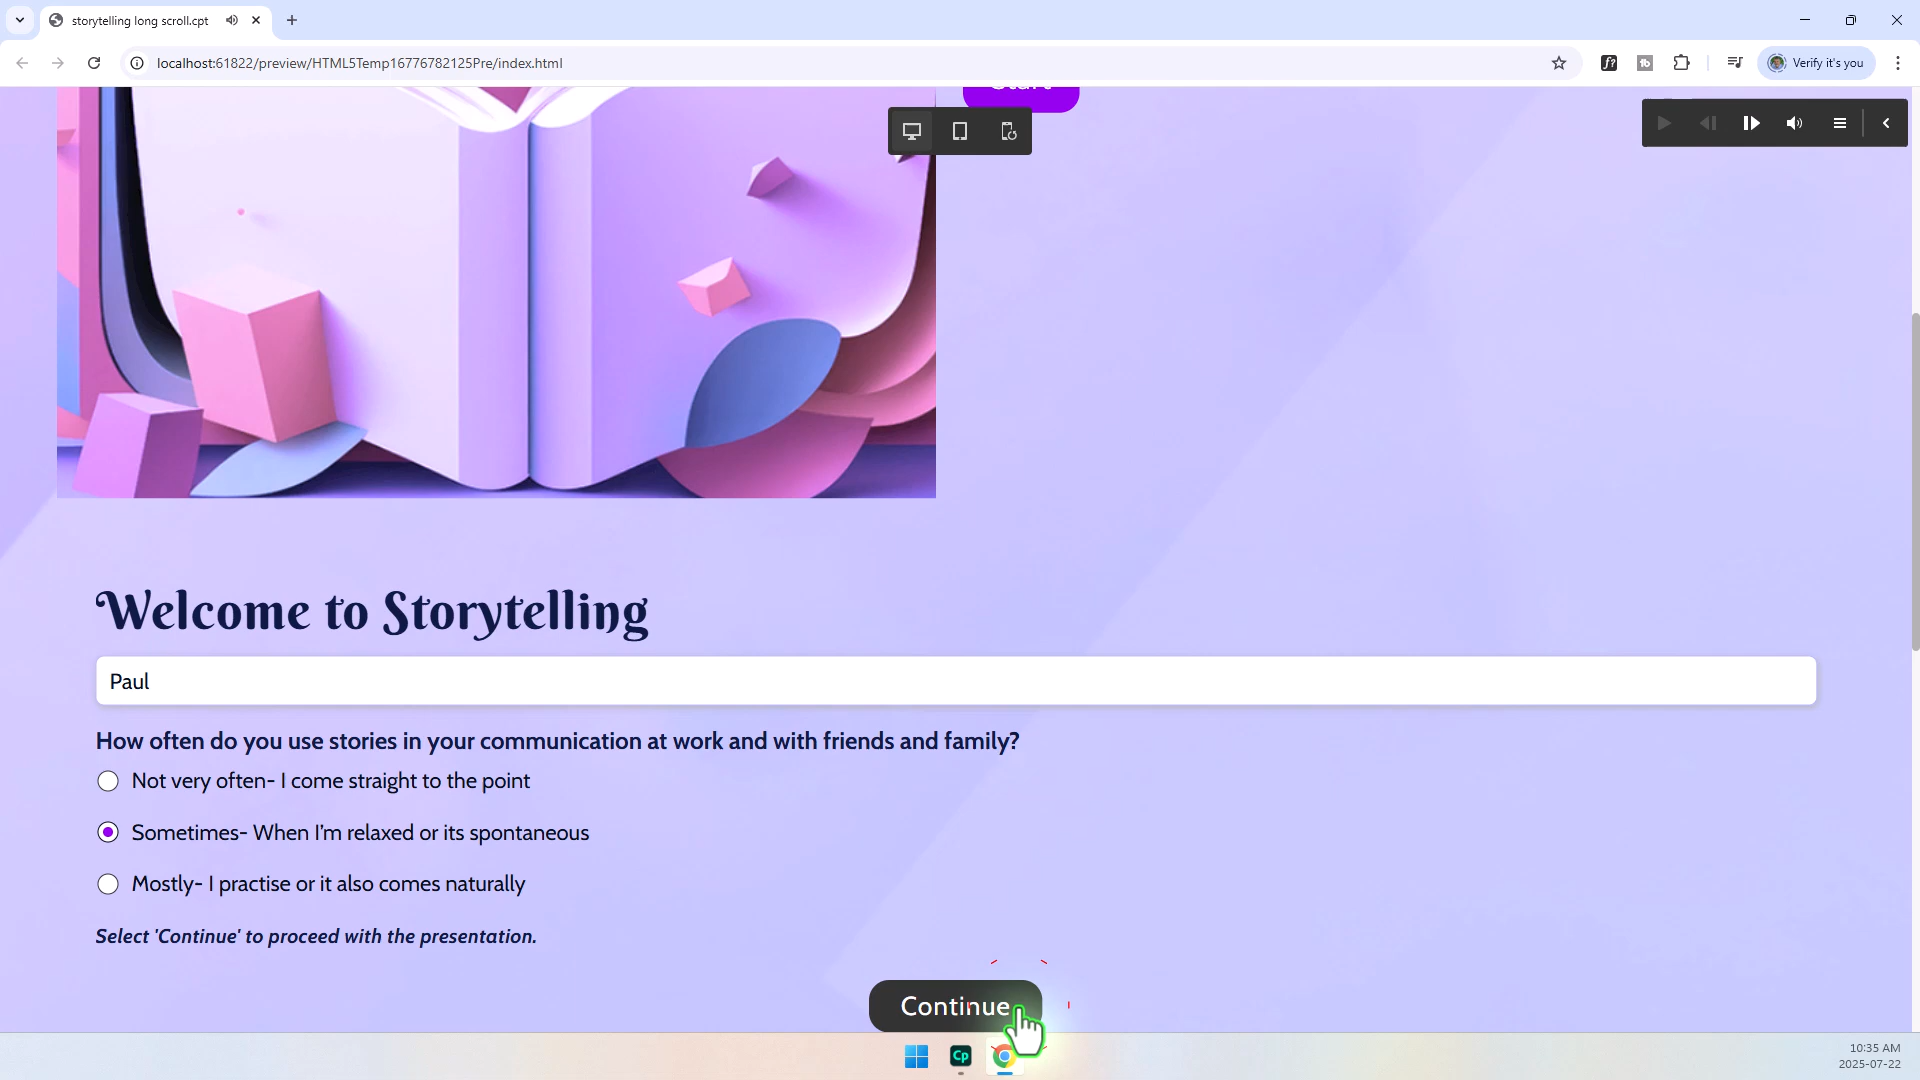 storytelling long scroll.cpt
localhost:61822/preview/HTML5Temp16776782125Pre/index.html
f?
tb
Verify it's you
Start
Welcome to Storytelling
Paul
How often do you use stories in your communication at work and with friends and family?
Not very often- I come straight to the point
Sometimes- When I'm relaxed or its spontaneous
Mostly- I practise or it also comes naturally
Select 'Continue' to proceed with the presentation.
Continue
Cp
10:35 AM
2025-07-22